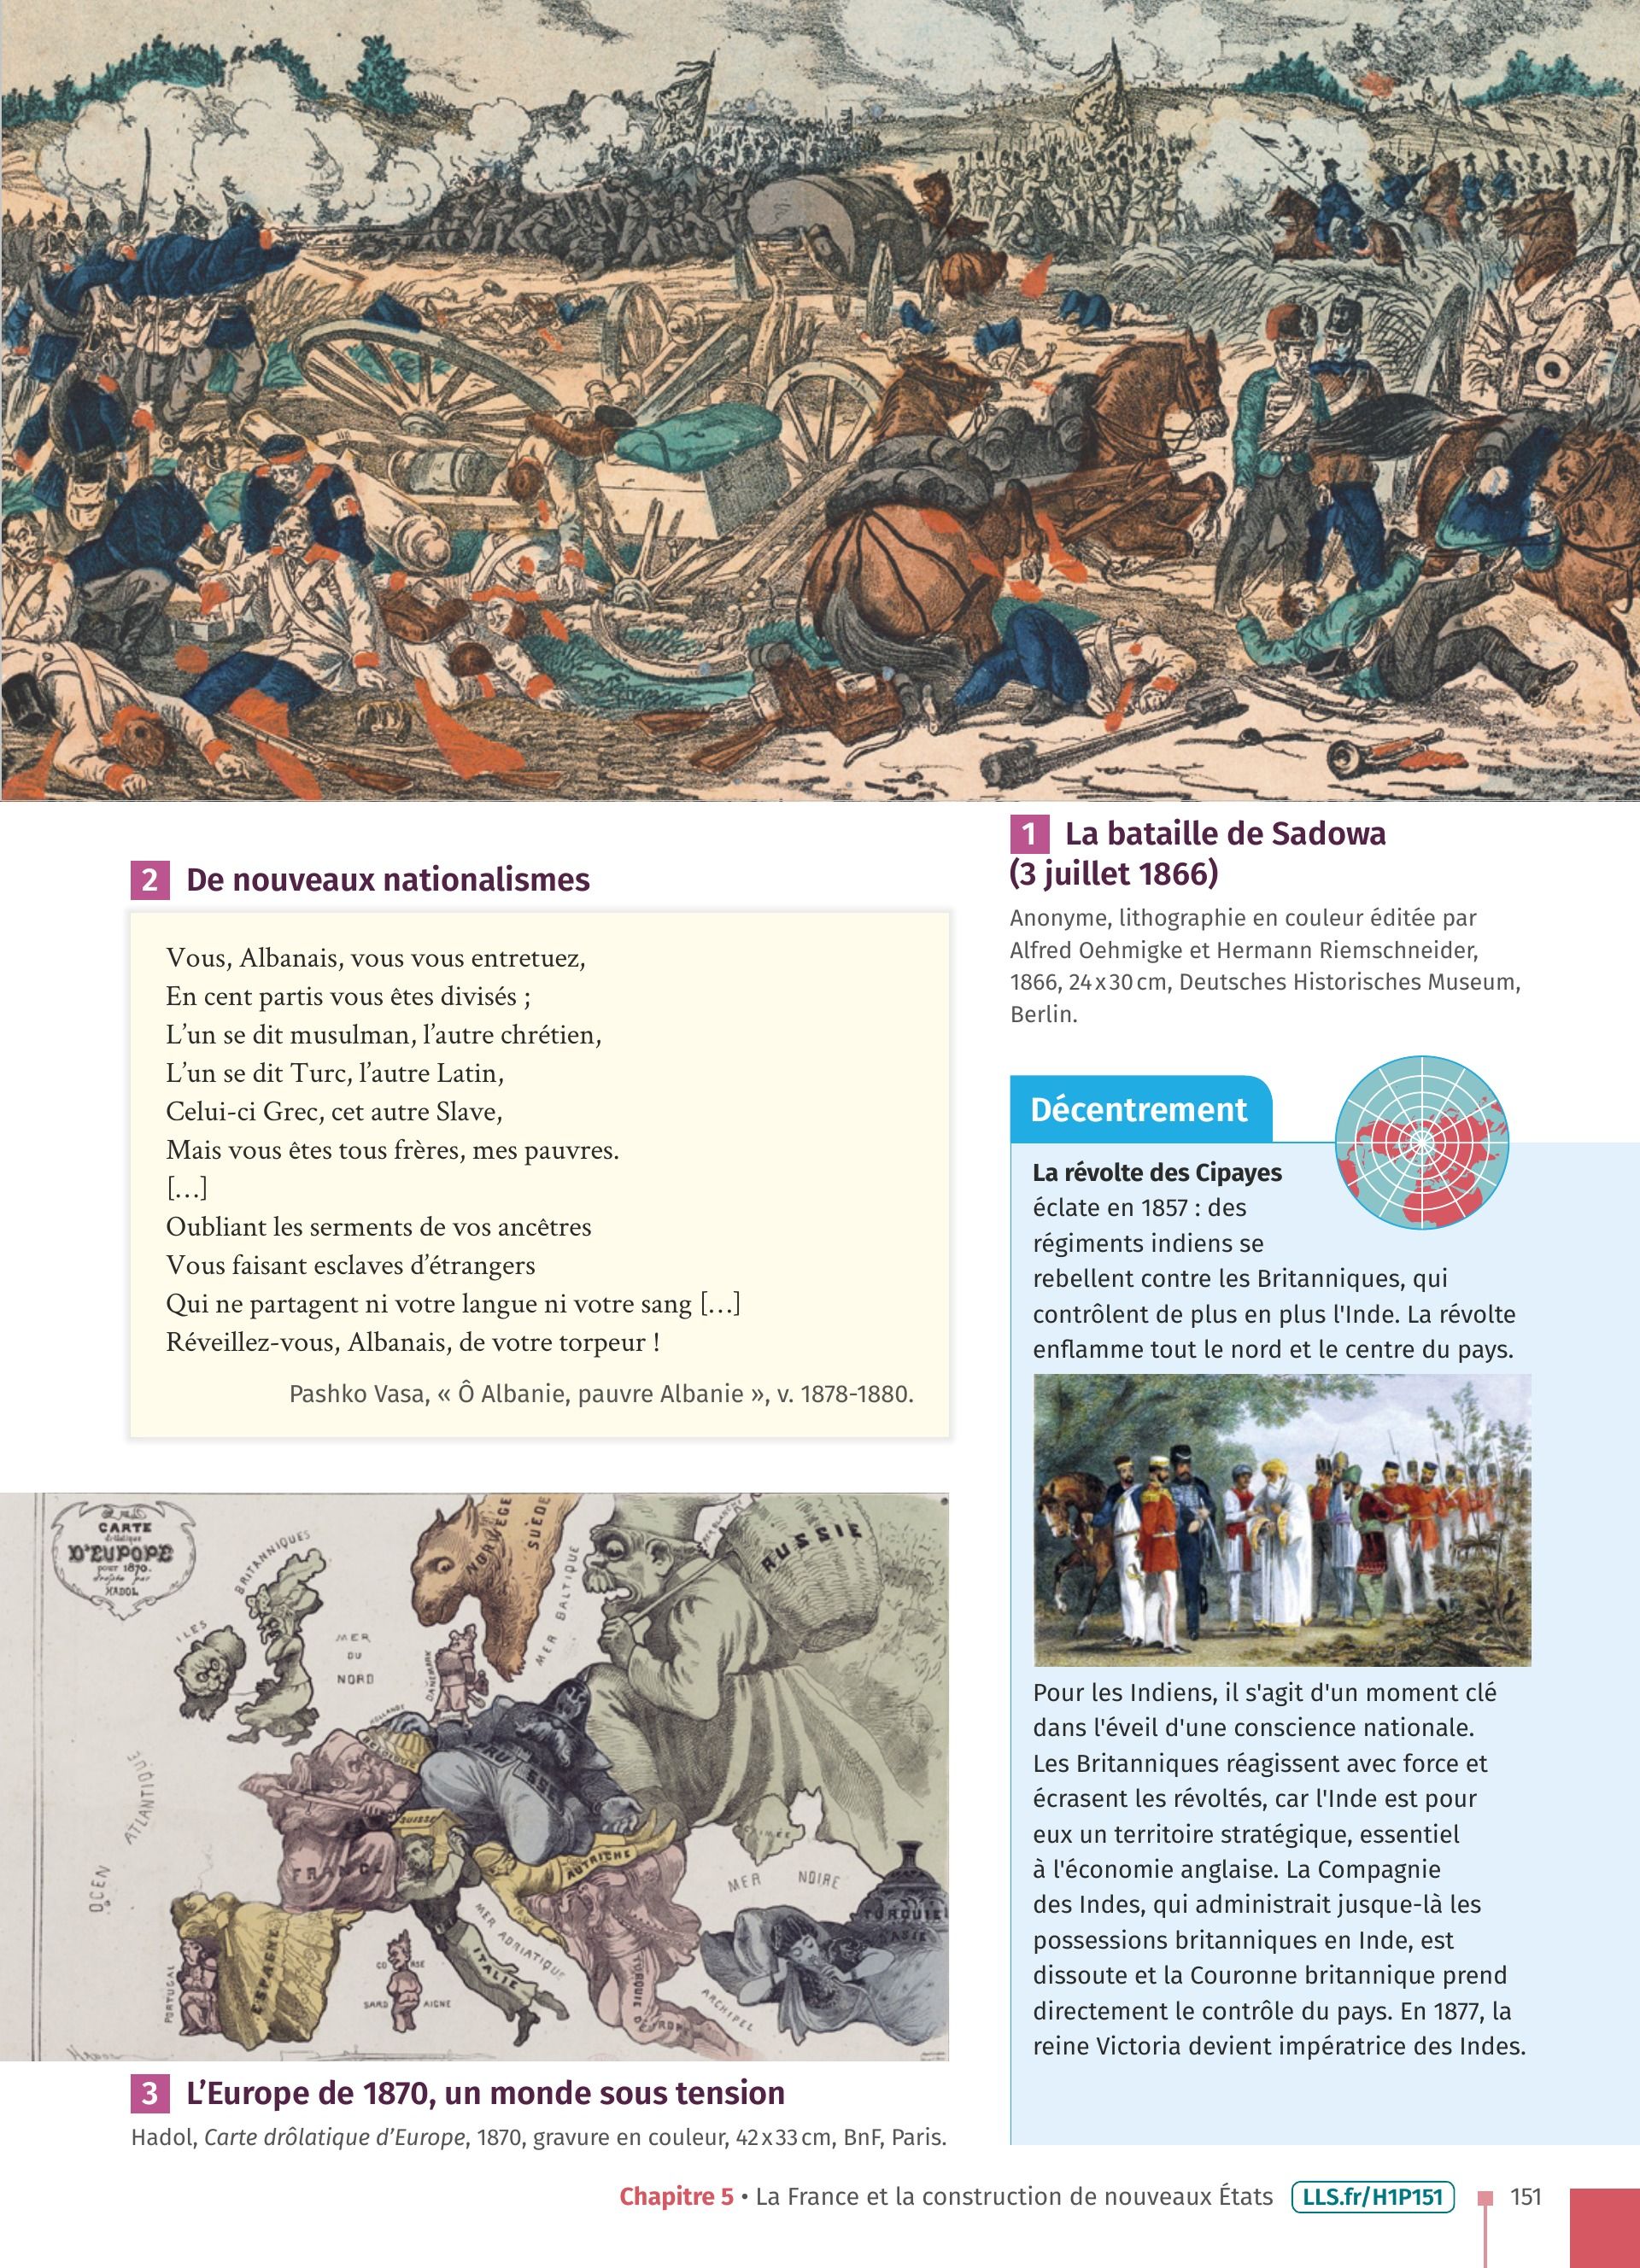 1 La bataille de Sadowa
(3 juillet 1866)
Anonyme, lithographie en couleur éditée par
Alfred Oehmigke et Hermann Riemschneider,
1866, 24 x 30 cm, Deutsches Historisches Museum,
Berlin.
2 De nouveaux nationalismes
Vous, Albanais, vous vous entretuez,
En cent partis vous êtes divisés ;
L’un se dit musulman, l’autre chrétien,
L’un se dit Turc, l’autre Latin,
Celui-ci Grec, cet autre Slave,
Mais vous êtes tous frères, mes pauvres.
[…]
Oubliant les serments de vos ancêtres
Vous faisant esclaves d’étrangers
Qui ne partagent ni votre langue ni votre sang […]
Réveillez-vous, Albanais, de votre torpeur !
Pashko Vasa, « Ô Albanie, pauvre Albanie », v. 1878-1880.
CARTE
D'EUROPE
pour 1870.
HADOL
ILES
BRITANNIQUES
MER
DU
NORD
NORVEGE
SUÈDE
MER BALTIQUE
RUSSIE
DANEMARK
HOLLANDE
BELGIQUE
PRUSSE
OCEN
ATLANTIQUE
FRANCE
SUISSE
AUTRICHE
CRIMÉE
MER NOIRE
TURQUIE
ASIE
PORTUGAL
ESPAGNE
CORSE
SARDAIGNE
ITALIE
MER ADRIATIQUE
TURQUIE
D'EUROPE
ARCHIPEL
HADOL
3 L’Europe de 1870, un monde sous tension
Hadol, Carte drôlatique d’Europe, 1870, gravure en couleur, 42 x 33 cm, BnF, Paris.
Décentrement
La révolte des Cipayes
éclate en 1857 : des
régiments indiens se
rebellent contre les Britanniques, qui
contrôlent de plus en plus l'Inde. La révolte
enflamme tout le nord et le centre du pays.
Pour les Indiens, il s'agit d'un moment clé
dans l'éveil d'une conscience nationale.
Les Britanniques réagissent avec force et
écrasent les révoltés, car l'Inde est pour
eux un territoire stratégique, essentiel
à l'économie anglaise. La Compagnie
des Indes, qui administrait jusque-là les
possessions britanniques en Inde, est
dissoute et la Couronne britannique prend
directement le contrôle du pays. En 1877, la
reine Victoria devient impératrice des Indes.
Chapitre 5 • La France et la construction de nouveaux États LLS.fr/H1P151 151